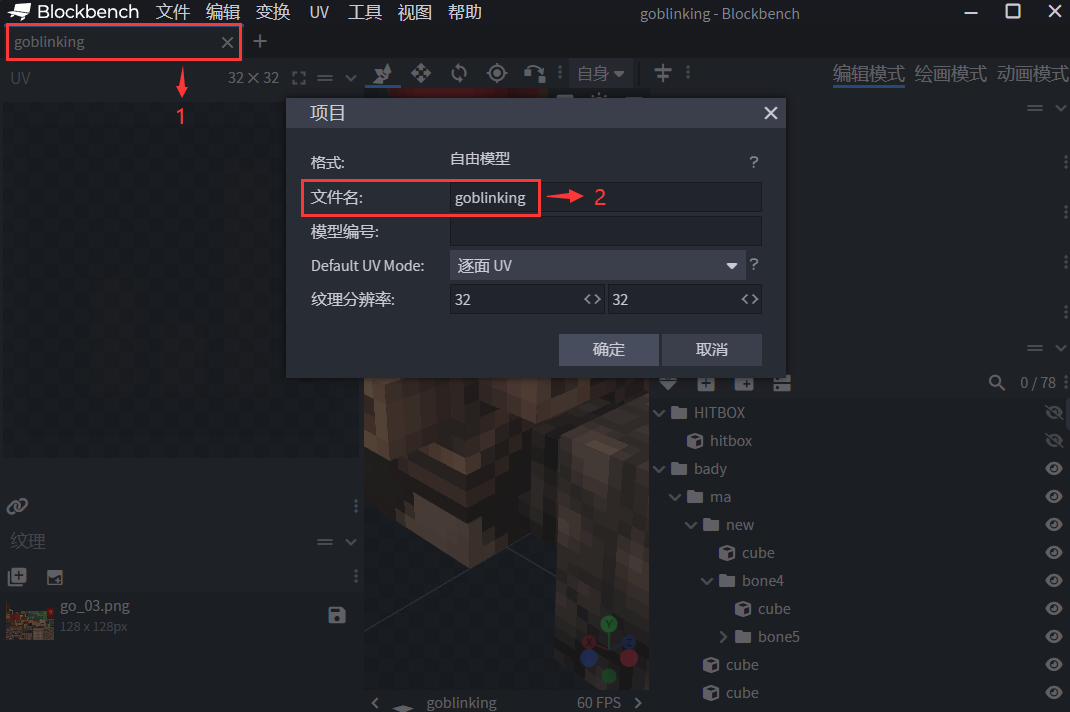 Blockbench 文件 编辑 变换 UV 工具 视图 帮助 goblinking - Blockbench
goblinking
UV 32 × 32 自身 编辑模式 绘画模式 动画模式
1
项目
格式: 自由模型 ?
文件名: goblinking 2
模型编号:
Default UV Mode: 逐面 UV ?
纹理分辨率: 32 32
确定 取消
0 / 78
HITBOX
hitbox
bady
ma
new
cube
bone4
cube
bone5
cube
cube
纹理
go_03.png
128 x 128px
Y
X
Z
goblinking 60 FPS